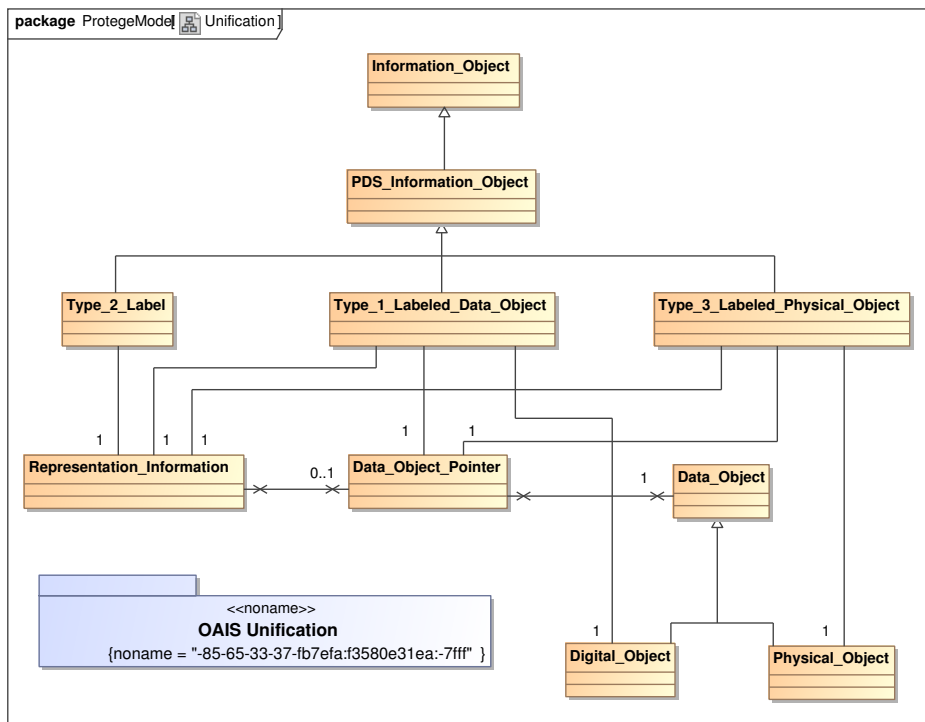 package ProtegeModel[ Unification ]
Information_Object
PDS_Information_Object
Type_2_Label
Type_1_Labeled_Data_Object
Type_3_Labeled_Physical_Object
1
1
1
1
1
Representation_Information
0..1
Data_Object_Pointer
1
Data_Object
<<noname>>
OAIS Unification
{noname = "-85-65-33-37-fb7efa:f3580e31ea:-7fff" }
1
Digital_Object
1
Physical_Object